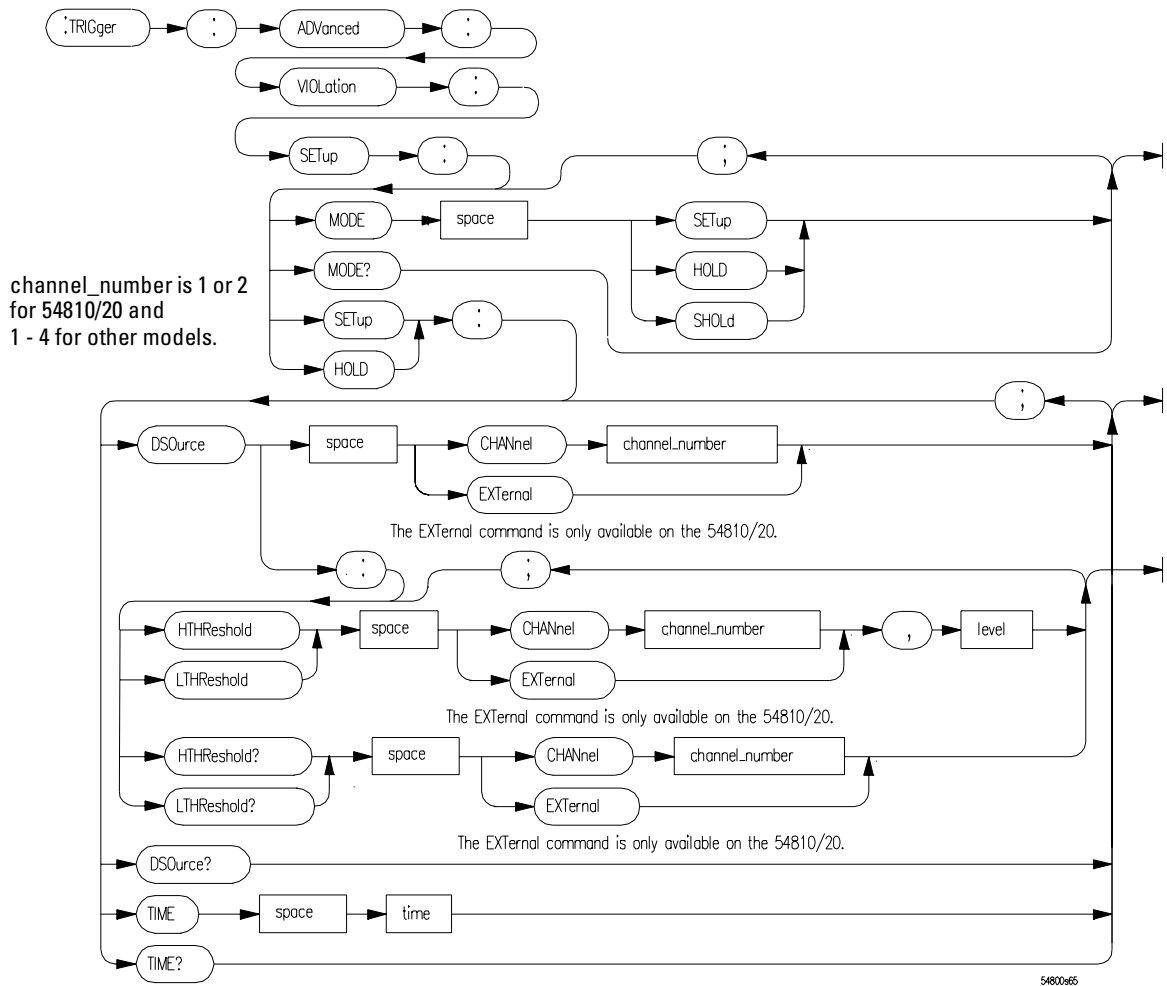 :TRIGger : ADVanced :
VIOLation :
SETup : ;
MODE space SETup
MODE? HOLD
channel_number is 1 or 2
for 54810/20 and
1 - 4 for other models.
SETup : SHOLd
HOLD
;
DSOurce space CHANnel channel_number
EXTernal
The EXTernal command is only available on the 54810/20.
: ;
HTHReshold space CHANnel channel_number , level
LTHReshold EXTernal
The EXTernal command is only available on the 54810/20.
HTHReshold? space CHANnel channel_number
LTHReshold? EXTernal
The EXTernal command is only available on the 54810/20.
DSOurce?
TIME space time
TIME?
54800s65